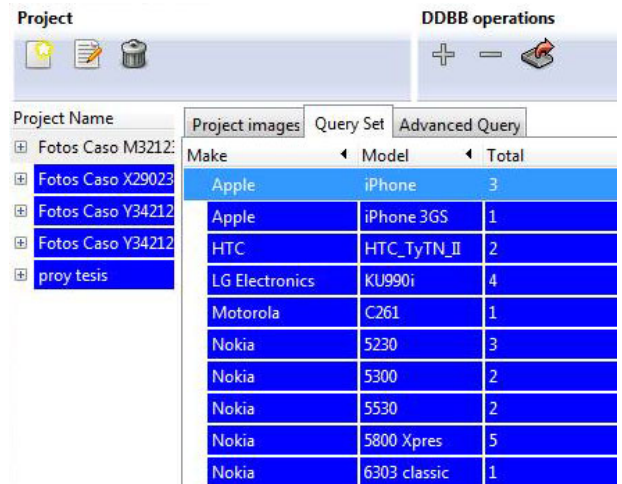 Project
DDBB operations
Project Name
Fotos Caso M3212
Fotos Caso X29023
Fotos Caso Y34212
Fotos Caso Y34212
proy tesis
Project images
Query Set
Advanced Query
Make Model Total
Apple iPhone 3
Apple iPhone 3GS 1
HTC HTC_TyTN_II 2
LG Electronics KU990i 4
Motorola C261 1
Nokia 5230 3
Nokia 5300 2
Nokia 5530 2
Nokia 5800 Xpres 5
Nokia 6303 classic 1